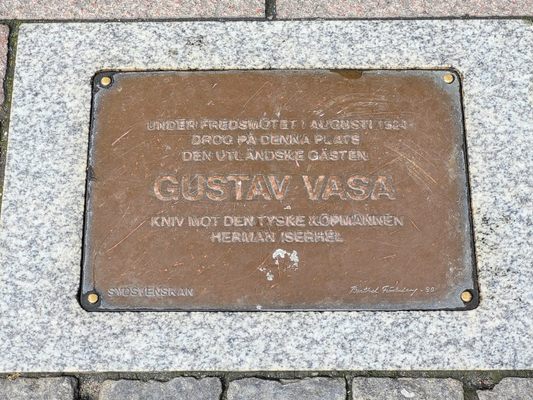 UNDER FREDSMÖTET I AUGUSTI 1524
DROG PÅ DENNA PLATS
DEN UTLÄNDSKE GÄSTEN
GUSTAV VASA
KNIV MOT DEN TYSKE KÖPMANNEN
HERMAN ISERHEL
SYDSVENSKAN
- 90